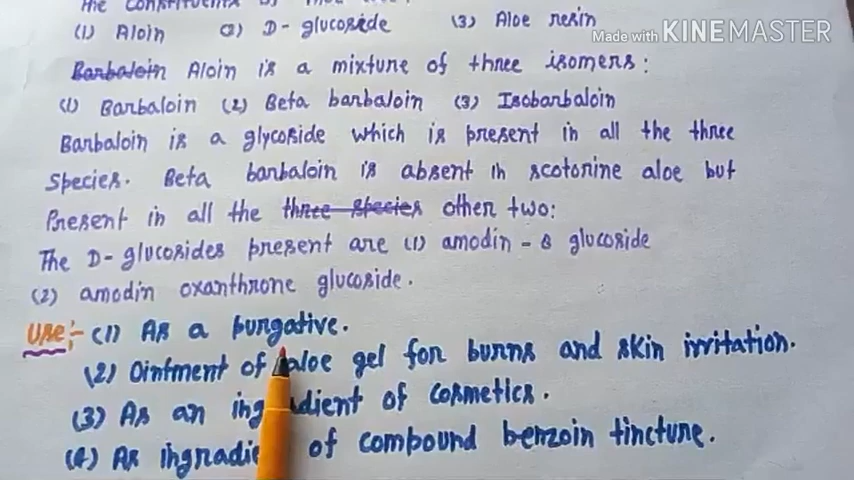 The constituents
(1) Aloin (2) D-glucoside (3) Aloe resin
Made with KINEMASTER
Barbaloin Aloin is a mixture of three isomers:
(1) Barbaloin (2) Beta barbaloin (3) Isobarbaloin
Barbaloin is a glycoside which is present in all the three
Species. Beta barbaloin is absent in scotorine aloe but
Present in all the three species other two:
The D-glucosides present are (1) amodin - B glucoside
(2) amodin oxanthrone glucoside.
Use:- (1) As a purgative.
(2) Ointment of aloe gel for burns and skin irritation.
(3) As an ingradient of cosmetics.
(4) As ingradie of compound benzoin tincture.